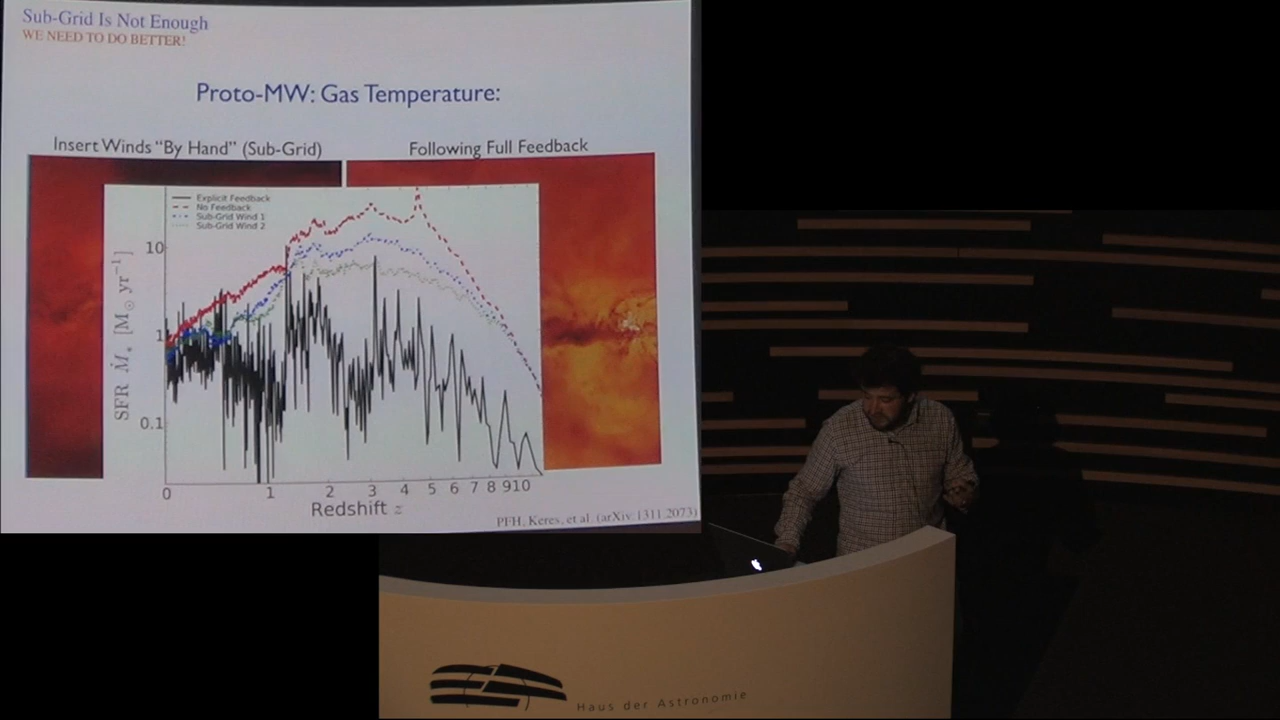 Sub-Grid Is Not Enough
WE NEED TO DO BETTER!
Proto-MW: Gas Temperature:
Insert Winds “By Hand” (Sub-Grid)
Following Full Feedback
Explicit Feedback
No Feedback
Sub-Grid Wind 1
Sub-Grid Wind 2
SFR Ṁ* [M⊙ yr⁻¹]
10
1
0.1
0 1 2 3 4 5 6 7 8 9 10
Redshift z
PFH, Keres, et al. (arXiv:1311.2073)
Haus der Astronomie